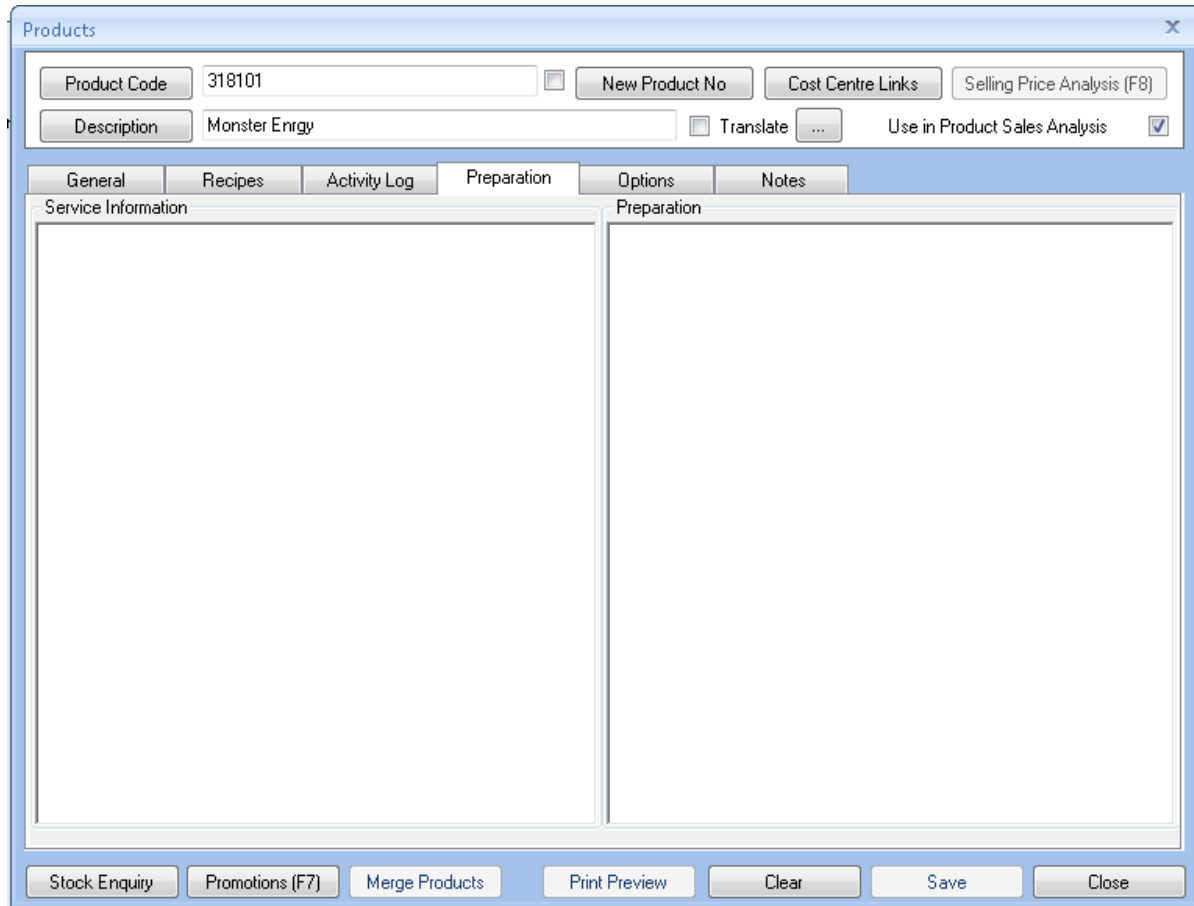 Products
Product Code 318101 New Product No Cost Centre Links Selling Price Analysis (F8)
Description Monster Enrgy Translate ... Use in Product Sales Analysis
General Recipes Activity Log Preparation Options Notes
Service Information Preparation
Stock Enquiry Promotions (F7) Merge Products Print Preview Clear Save Close